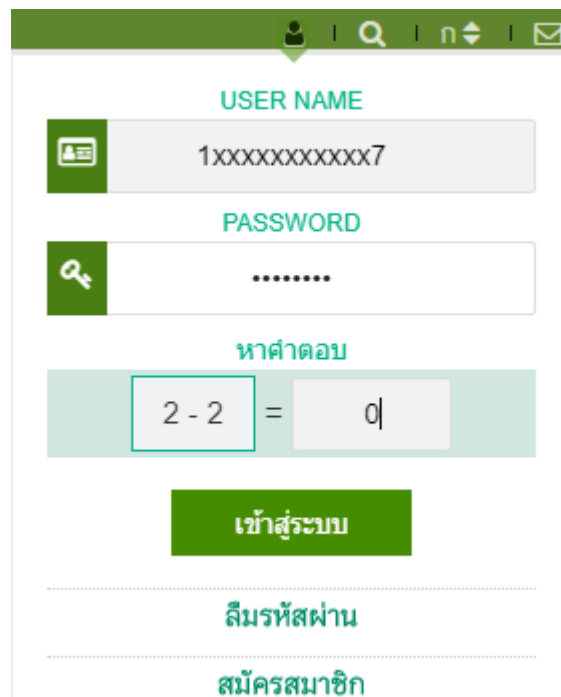 ก
USER NAME
1xxxxxxxxxxx7
PASSWORD
••••••••
หาคำตอบ
2 - 2 = 0
เข้าสู่ระบบ
ลืมรหัสผ่าน
สมัครสมาชิก